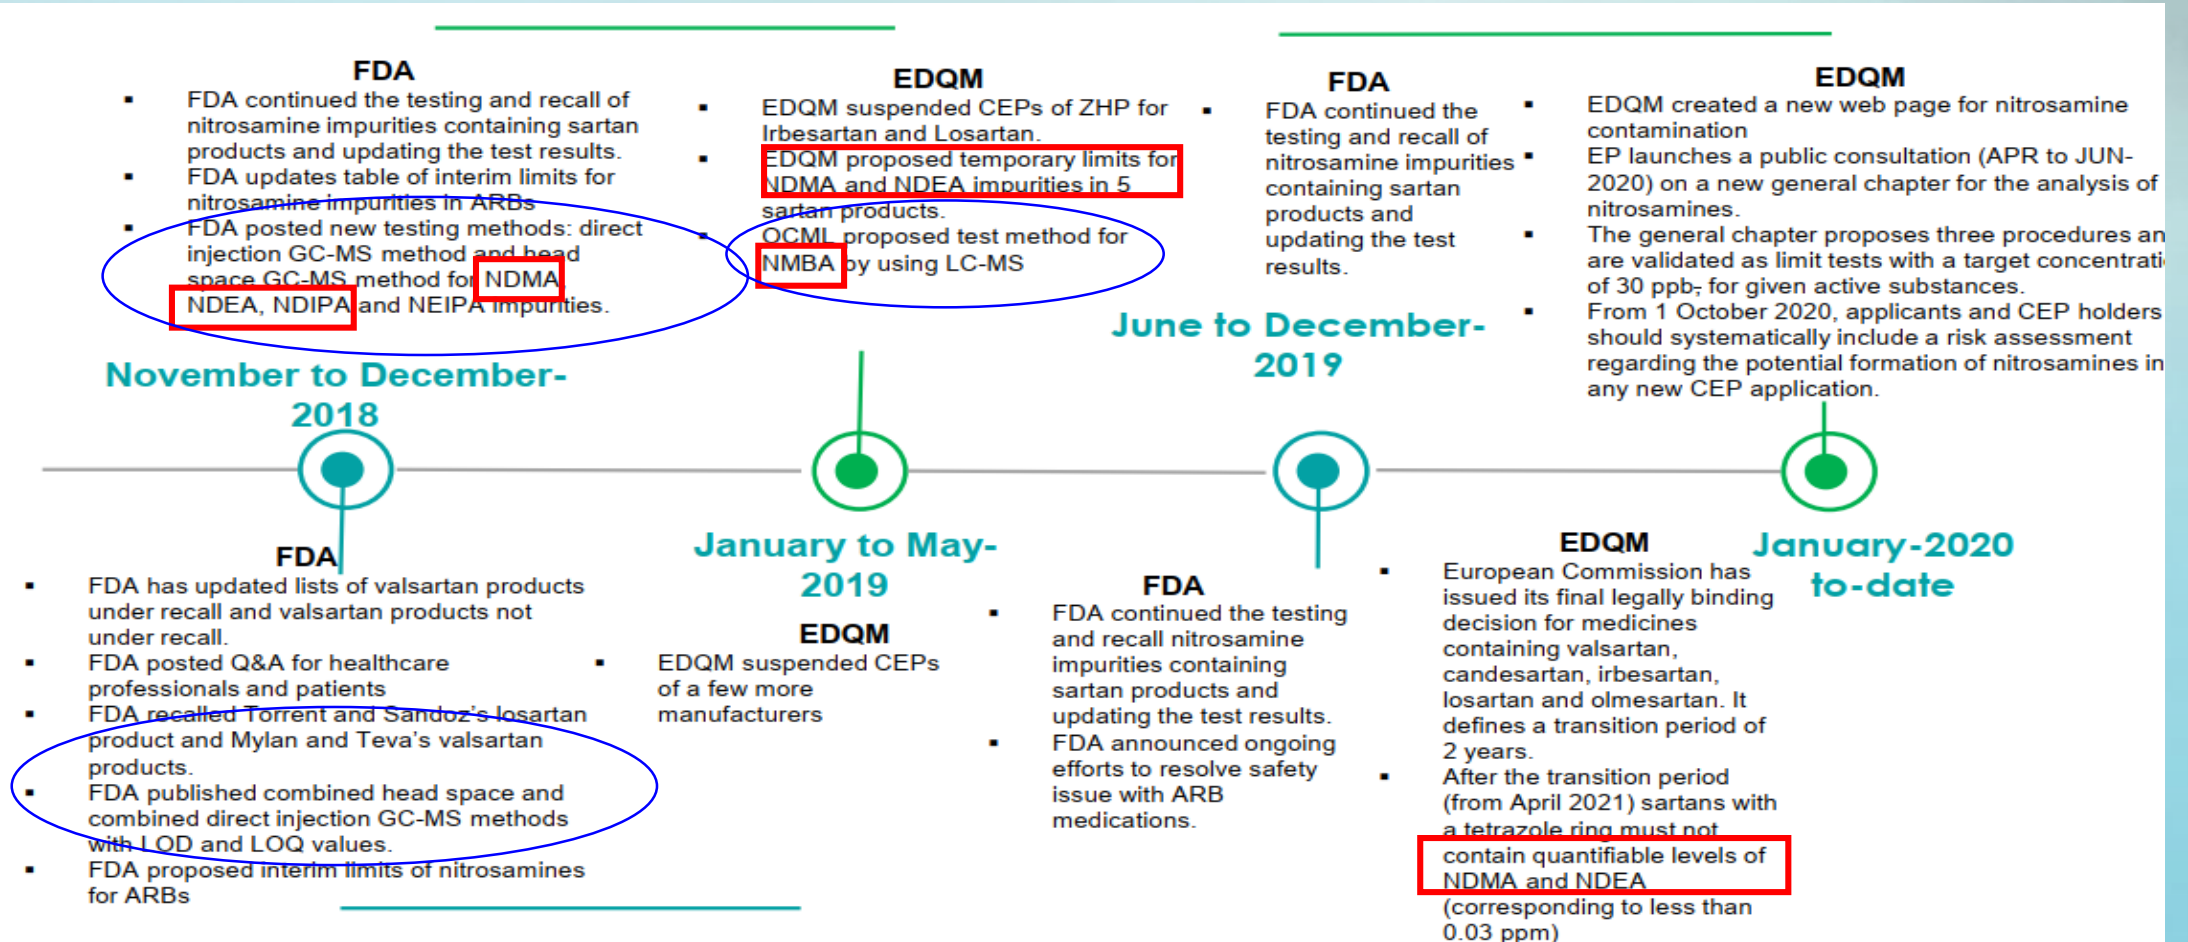 FDA
▪ FDA continued the testing and recall of
nitrosamine impurities containing sartan
products and updating the test results.
▪ FDA updates table of interim limits for
nitrosamine impurities in ARBs
▪ FDA posted new testing methods: direct
injection GC-MS method and head
space GC-MS method for NDMA,
NDEA, NDIPA and NEIPA impurities.
November to December-
2018
EDQM
▪ EDQM suspended CEPs of ZHP for
Irbesartan and Losartan.
▪ EDQM proposed temporary limits for
NDMA and NDEA impurities in 5
sartan products.
▪ OCML proposed test method for
NMBA by using LC-MS
FDA
▪ FDA continued the
testing and recall of
nitrosamine impurities
containing sartan
products and
updating the test
results.
June to December-
2019
EDQM
▪ EDQM created a new web page for nitrosamine
contamination
▪ EP launches a public consultation (APR to JUN-
2020) on a new general chapter for the analysis of
nitrosamines.
▪ The general chapter proposes three procedures an
are validated as limit tests with a target concentrati
of 30 ppb, for given active substances.
▪ From 1 October 2020, applicants and CEP holders
should systematically include a risk assessment
regarding the potential formation of nitrosamines in
any new CEP application.
FDA
▪ FDA has updated lists of valsartan products
under recall and valsartan products not
under recall.
▪ FDA posted Q&A for healthcare
professionals and patients
▪ FDA recalled Torrent and Sandoz's losartan
product and Mylan and Teva's valsartan
products.
▪ FDA published combined head space and
combined direct injection GC-MS methods
with LOD and LOQ values.
▪ FDA proposed interim limits of nitrosamines
for ARBs
January to May-
2019
EDQM
▪ EDQM suspended CEPs
of a few more
manufacturers
FDA
▪ FDA continued the testing
and recall nitrosamine
impurities containing
sartan products and
updating the test results.
▪ FDA announced ongoing
efforts to resolve safety
issue with ARB
medications.
EDQM
▪ European Commission has
issued its final legally binding
decision for medicines
containing valsartan,
candesartan, irbesartan,
losartan and olmesartan. It
defines a transition period of
2 years.
▪ After the transition period
(from April 2021) sartans with
a tetrazole ring must not
contain quantifiable levels of
NDMA and NDEA
(corresponding to less than
0.03 ppm)
January-2020
to-date